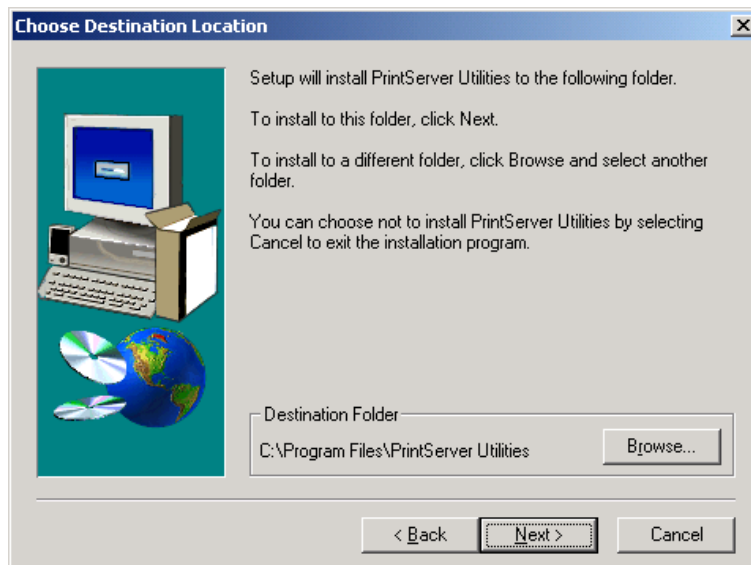 Choose Destination Location
Setup will install PrintServer Utilities to the following folder.
To install to this folder, click Next.
To install to a different folder, click Browse and select another
folder.
You can choose not to install PrintServer Utilities by selecting
Cancel to exit the installation program.
Destination Folder
C:\Program Files\PrintServer Utilities
Browse...
< Back
Next >
Cancel